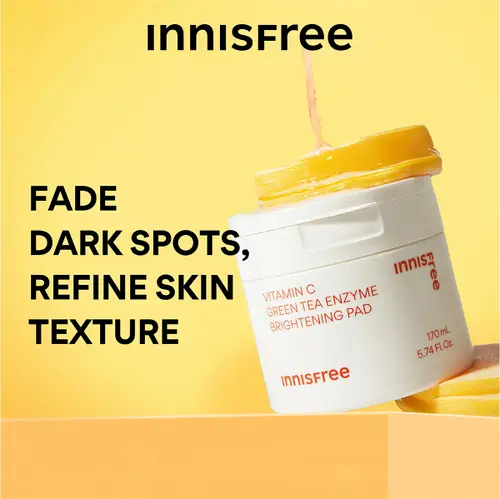 innisfree
FADE
DARK SPOTS,
REFINE SKIN
TEXTURE
innisfree
VITAMIN C
GREEN TEA ENZYME
BRIGHTENING PAD
170 mL
5.74 Fl.Oz.
innisfree